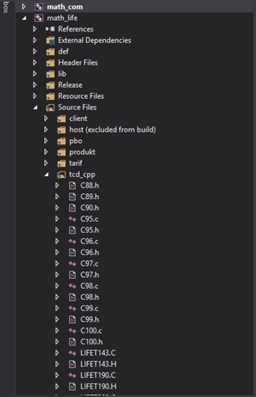 box
math_com
math_life
References
External Dependencies
def
Header Files
lib
Release
Resource Files
Source Files
client
host (excluded from build)
pbo
produkt
tarif
tcd_cpp
C88.h
C89.h
C90.h
C95.c
C95.h
C96.c
C96.h
C97.c
C97.h
C98.c
C98.h
C99.c
C99.h
C100.c
C100.h
LIFET143.C
LIFET143.H
LIFET190.C
LIFET190.H